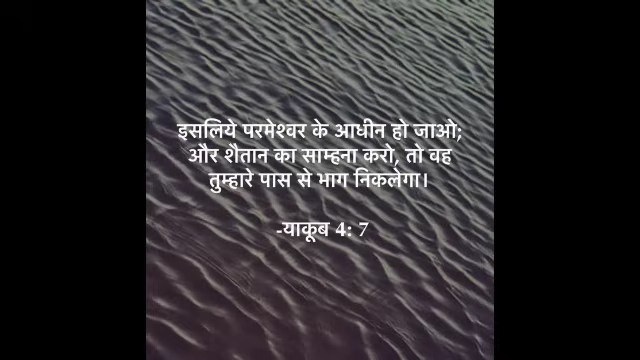 इसलिये परमेश्वर के आधीन हो जाओ;
और शैतान का साम्हना करो, तो वह
तुम्हारे पास से भाग निकलेगा।
-याकूब 4: 7